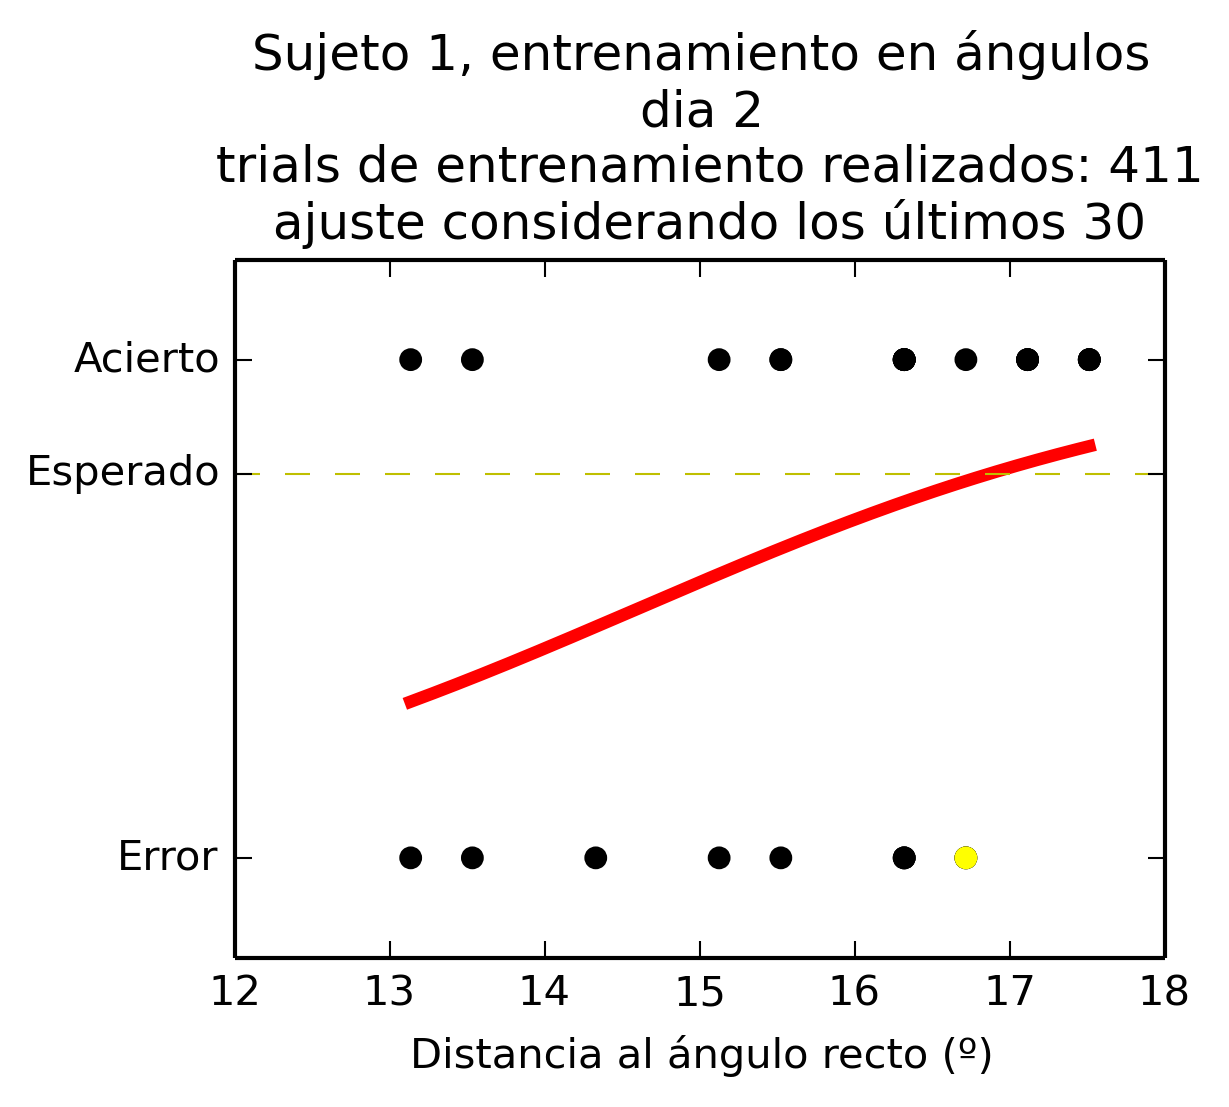 Sujeto 1, entrenamiento en ángulos
dia 2
trials de entrenamiento realizados: 411
ajuste considerando los últimos 30
Acierto
Esperado
Error
12 13 14 15 16 17 18
Distancia al ángulo recto (º)